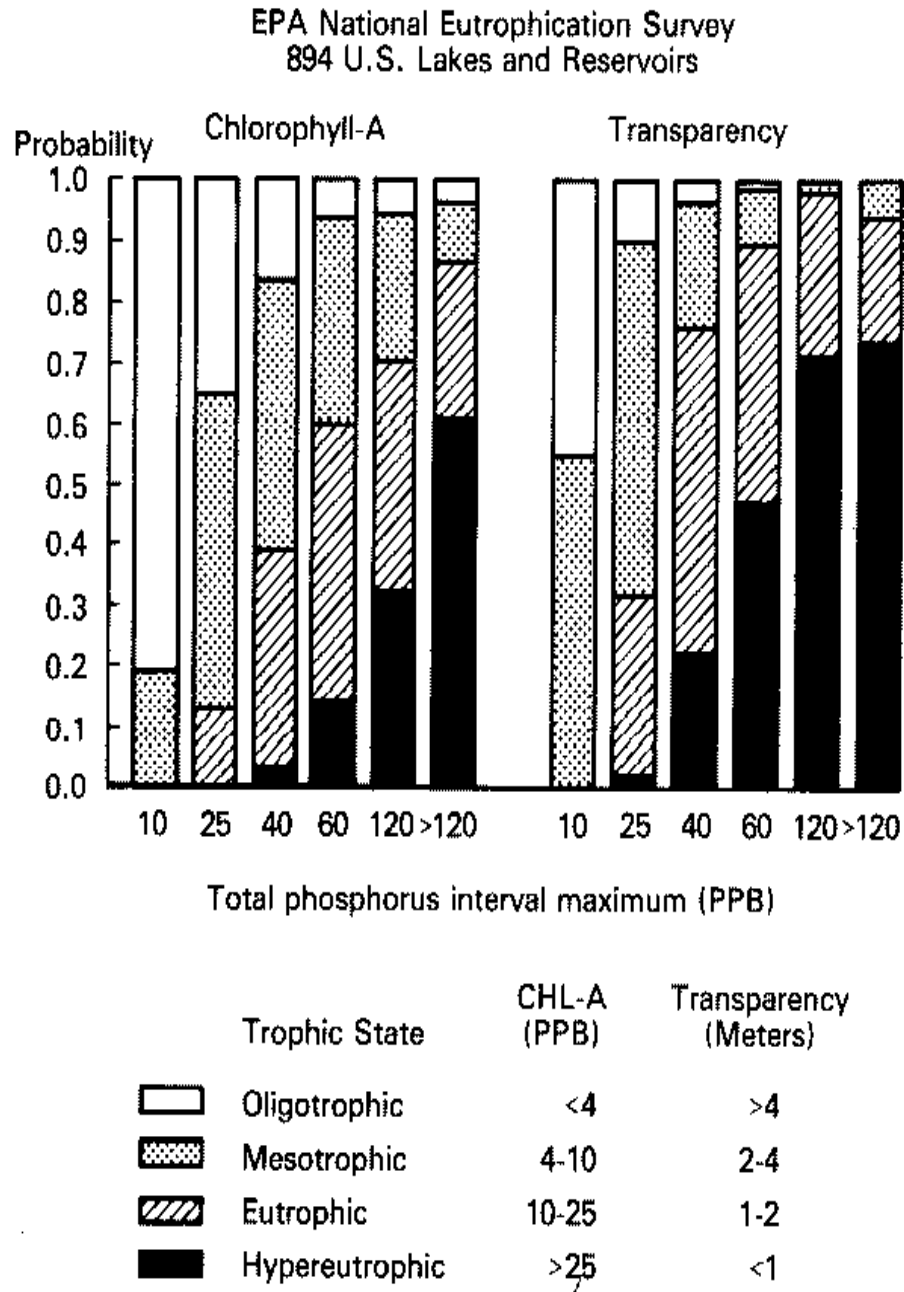 EPA National Eutrophication Survey
894 U.S. Lakes and Reservoirs
Probability
Chlorophyll-A
Transparency
1.0
0.9
0.8
0.7
0.6
0.5
0.4
0.3
0.2
0.1
0.0
10 25 40 60 120 >120 10 25 40 60 120 >120
Total phosphorus interval maximum (PPB)
Trophic State CHL-A (PPB) Transparency (Meters)
Oligotrophic <4 >4
Mesotrophic 4-10 2-4
Eutrophic 10-25 1-2
Hypereutrophic >25 <1